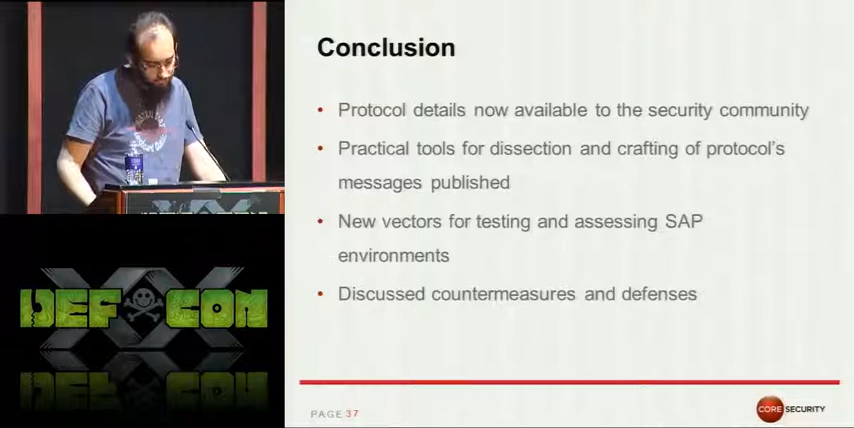 Conclusion
• Protocol details now available to the security community
• Practical tools for dissection and crafting of protocol's
messages published
• New vectors for testing and assessing SAP
environments
• Discussed countermeasures and defenses
PAGE 37
CORE SECURITY
DEF CON
XX